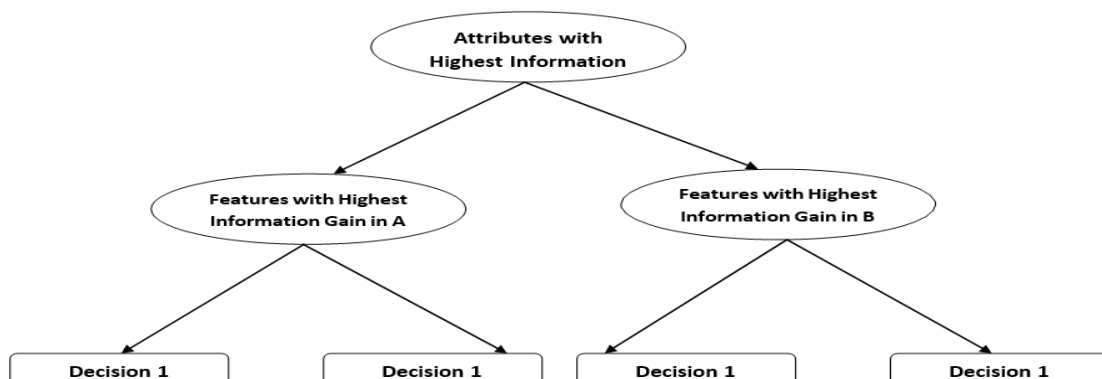 Attributes with
Highest Information
Features with Highest
Information Gain in A
Features with Highest
Information Gain in B
Decision 1
Decision 1
Decision 1
Decision 1